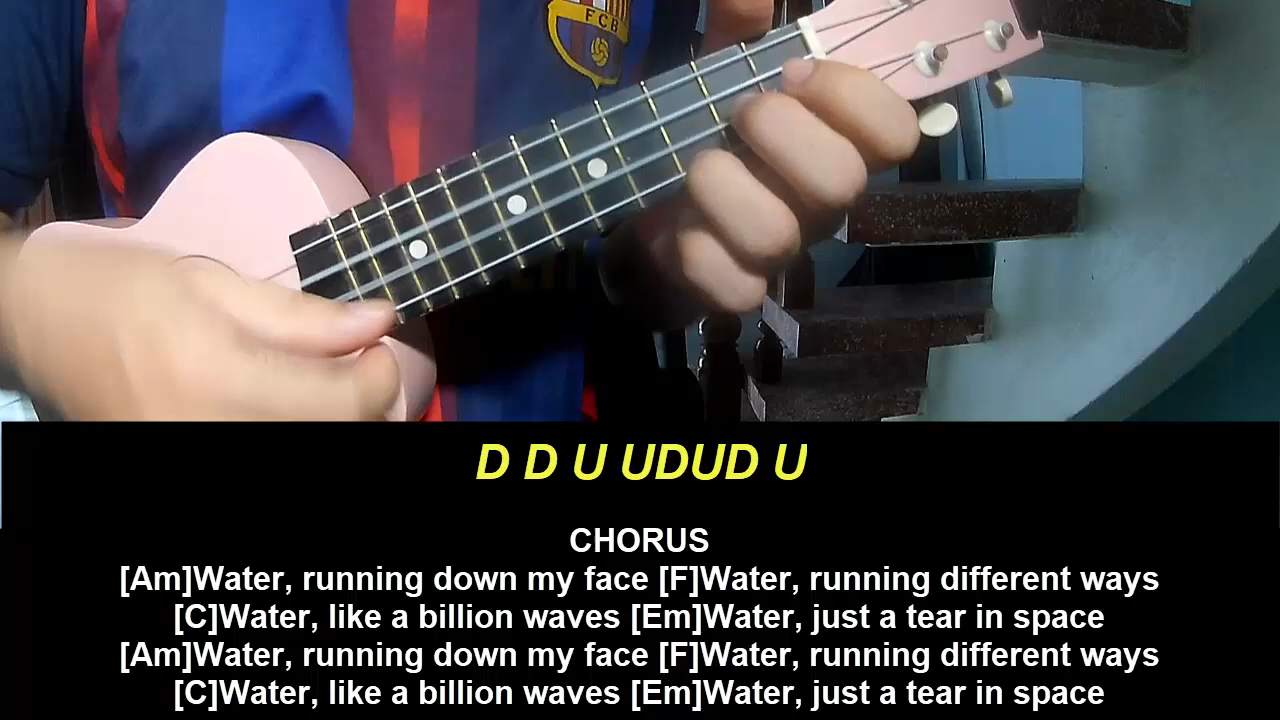 FCB
D D U UDUD U
CHORUS
[Am]Water, running down my face [F]Water, running different ways
[C]Water, like a billion waves [Em]Water, just a tear in space
[Am]Water, running down my face [F]Water, running different ways
[C]Water, like a billion waves [Em]Water, just a tear in space